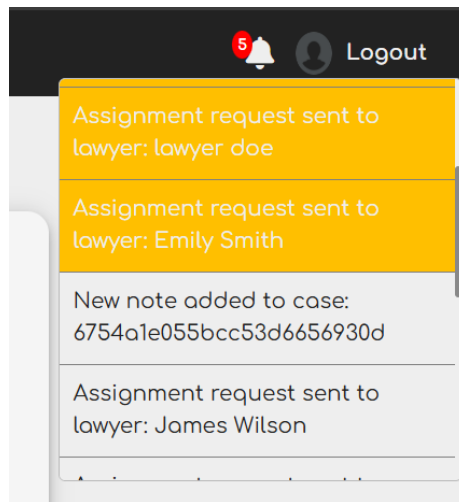 5
Logout
Assignment request sent to
lawyer: lawyer doe
Assignment request sent to
lawyer: Emily Smith
New note added to case:
6754a1e055bcc53d6656930d
Assignment request sent to
lawyer: James Wilson